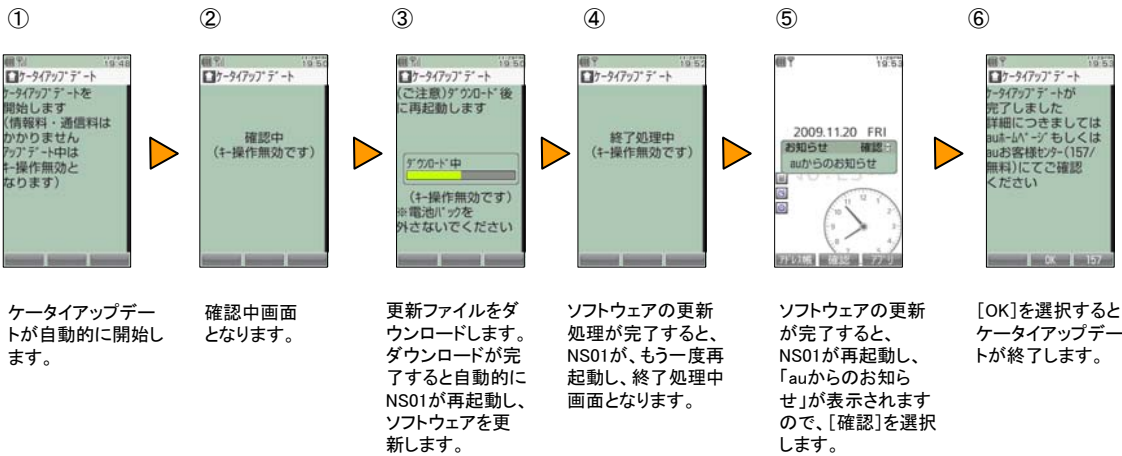 ①
②
③
④
⑤
⑥
19:48
ケータイアップデート
ケータイアップデートを
開始します
(情報料・通信料は
かかりません
アップデート中は
キー操作無効と
なります)
19:50
ケータイアップデート
確認中
(キー操作無効です)
19:50
ケータイアップデート
(ご注意)ダウンロード後
に再起動します
ダウンロード中
(キー操作無効です)
※電池パックを
外さないでください
19:52
ケータイアップデート
終了処理中
(キー操作無効です)
19:53
2009.11.20 FRI
お知らせ 確認
auからのお知らせ
アドレス帳 確認 アプリ
19:53
ケータイアップデート
ケータイアップデートが
完了しました
詳細につきましては
auホームページもしくは
auお客様センター(157/
無料)にてご確認
ください
OK 157
ケータイアップデー
トが自動的に開始し
ます。
確認中画面
となります。
更新ファイルをダ
ウンロードします。
ダウンロードが完
了すると自動的に
NS01が再起動し、
ソフトウェアを更
新します。
ソフトウェアの更新
処理が完了すると、
NS01が、もう一度再
起動し、終了処理中
画面となります。
ソフトウェアの更新
が完了すると、
NS01が再起動し、
「auからのお知ら
せ」が表示されます
ので、[確認]を選択
します。
[OK]を選択すると
ケータイアップデー
トが終了します。